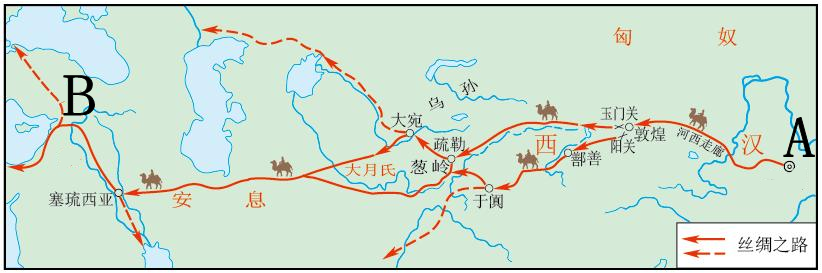 匈奴
B
乌孙
大宛
玉门关
敦煌
阳关
河西走廊
汉
A
疏勒
西
鄯善
葱岭
大月氏
于阗
塞琉西亚
安息
丝绸之路